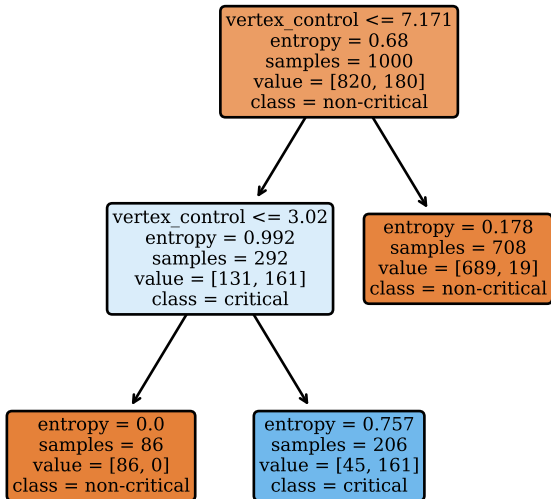 vertex_control <= 7.171
entropy = 0.68
samples = 1000
value = [820, 180]
class = non-critical
vertex_control <= 3.02
entropy = 0.992
samples = 292
value = [131, 161]
class = critical
entropy = 0.178
samples = 708
value = [689, 19]
class = non-critical
entropy = 0.0
samples = 86
value = [86, 0]
class = non-critical
entropy = 0.757
samples = 206
value = [45, 161]
class = critical